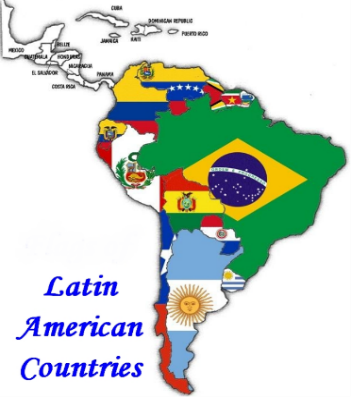 CUBA
DOMINICAN REPUBLIC
JAMAICA
HAITI
PUERTO RICO
MEXICO
BELIZE
GUATEMALA
HONDURAS
EL SALVADOR
NICARAGUA
COSTA RICA
PANAMA
Latin
American
Countries